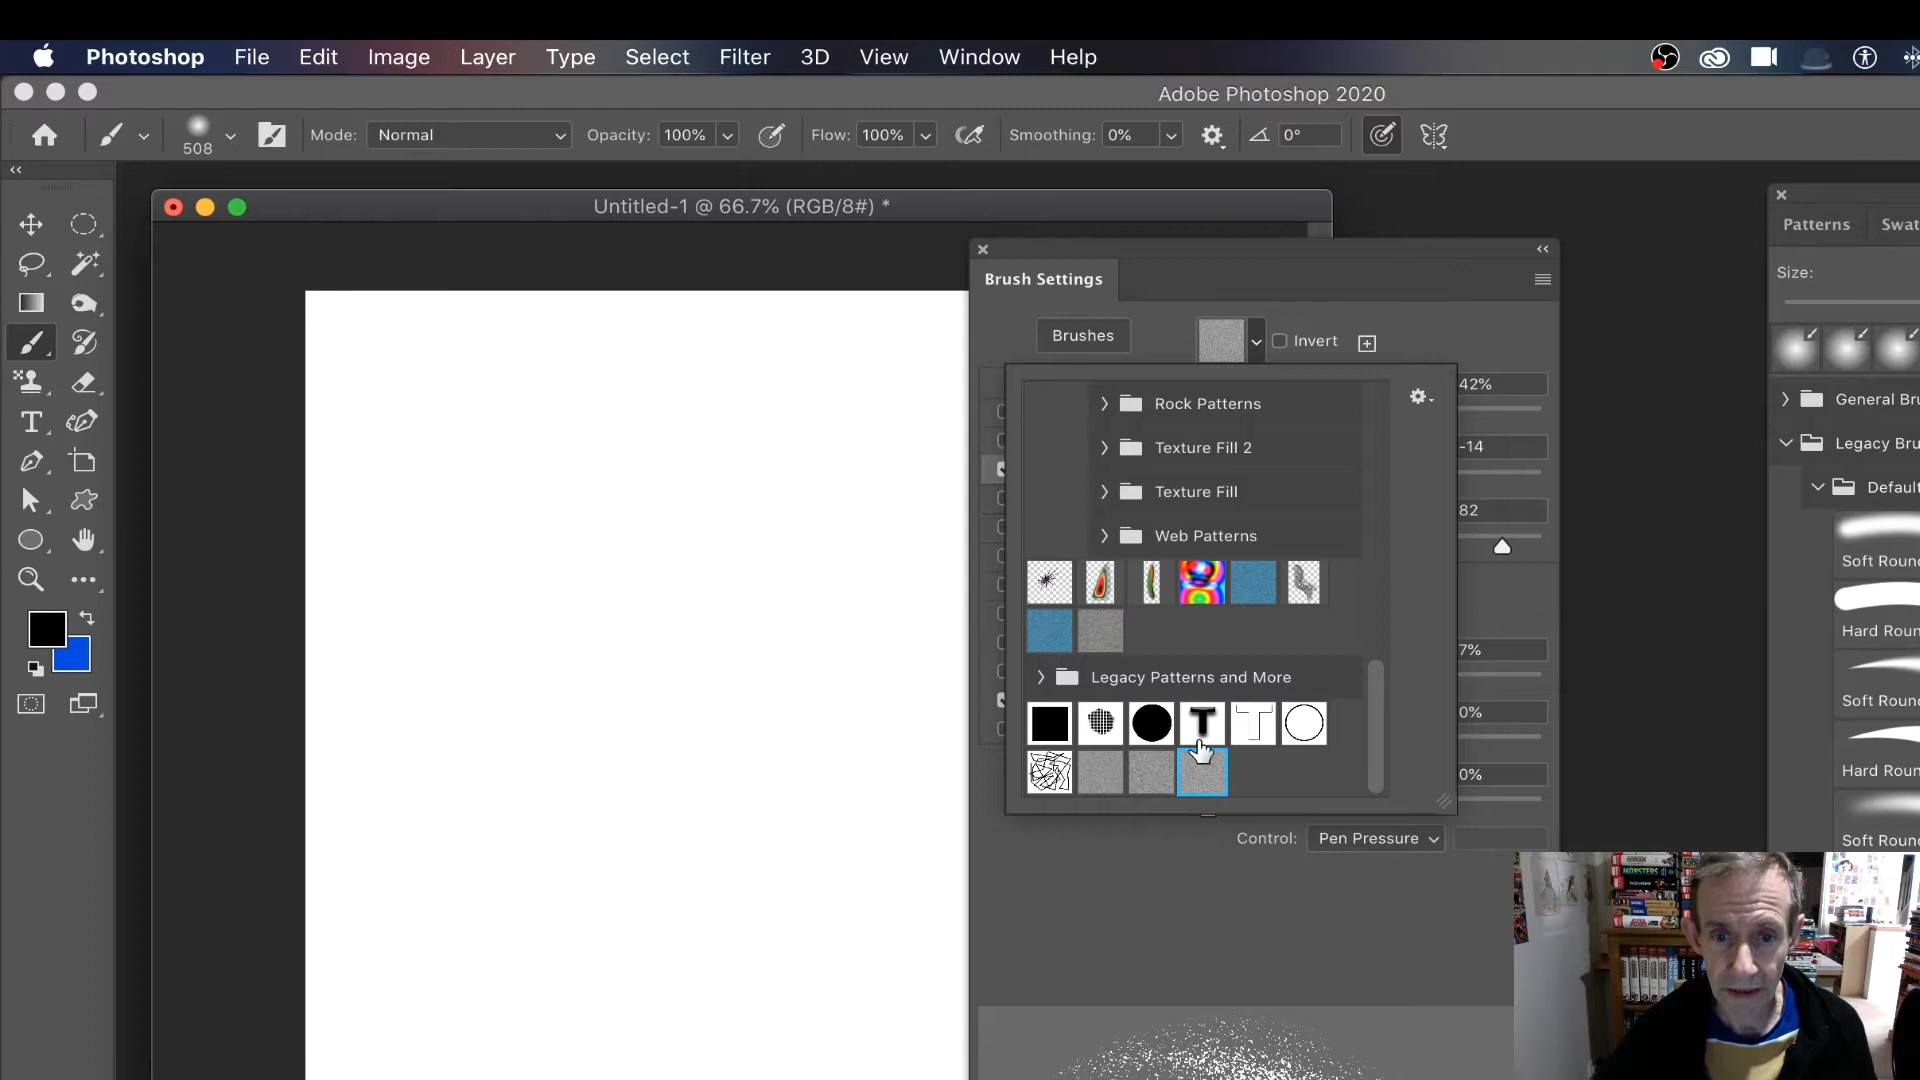 Photoshop File Edit Image Layer Type Select Filter 3D View Window Help
Adobe Photoshop 2020
508 Mode: Normal Opacity: 100% Flow: 100% Smoothing: 0% 0°
Untitled-1 @ 66.7% (RGB/8#) *
Patterns Swat
Size:
Brush Settings
Brushes Invert
42%
-14
82
7%
0%
0%
Rock Patterns
Texture Fill 2
Texture Fill
Web Patterns
Legacy Patterns and More
Control: Pen Pressure
General Bru
Legacy Bru
Default
Soft Roun
Hard Roun
Soft Roun
Hard Roun
Soft Roun